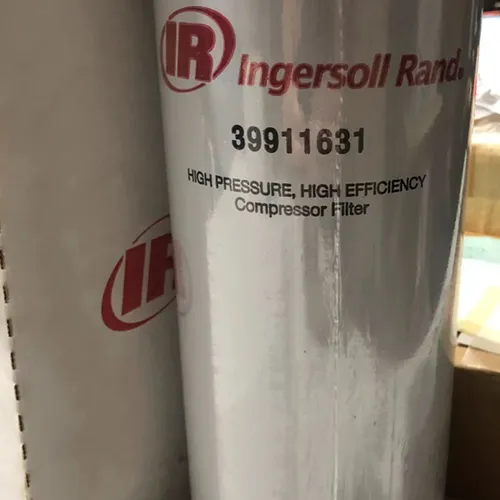 IR Ingersoll Rand®
39911631
HIGH PRESSURE, HIGH EFFICIENCY
Compressor Filter
IR